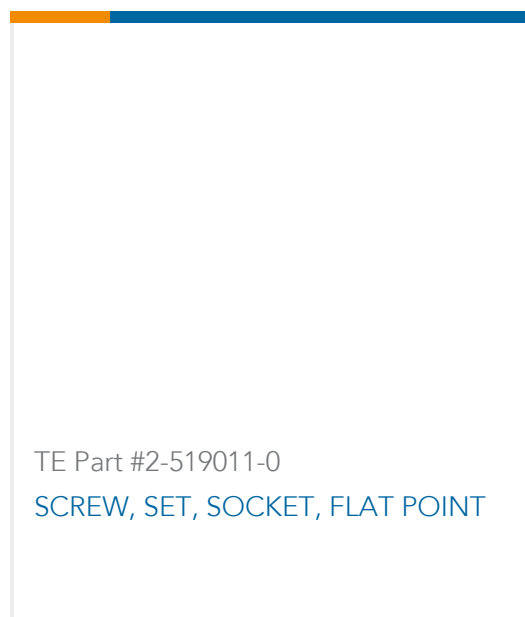 TE Part #2-519011-0
SCREW, SET, SOCKET, FLAT POINT